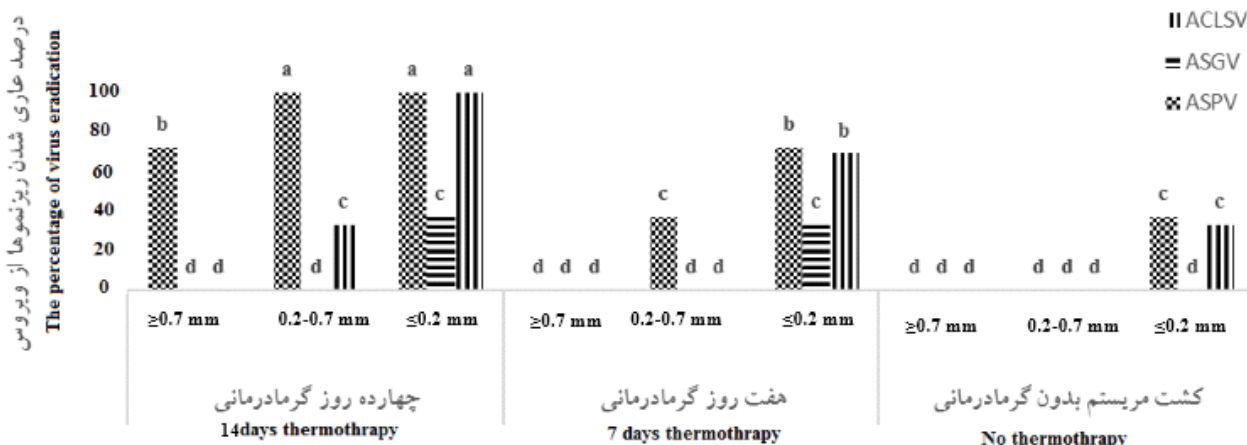 درصد عاری شدن ریزنموها از ویروس
The percentage of virus eradication
100
80
60
40
20
0
ACLSV
ASGV
ASPV
b d d
a d c
a c a
d d d
c d d
b c b
d d d
d d d
c d c
≥0.7 mm 0.2-0.7 mm ≤0.2 mm
≥0.7 mm 0.2-0.7 mm ≤0.2 mm
≥0.7 mm 0.2-0.7 mm ≤0.2 mm
چهارده روز گرمادرمانی
14days thermothrapy
هفت روز گرمادرمانی
7 days thermothrapy
کشت مریستم بدون گرمادرمانی
No thermothrapy